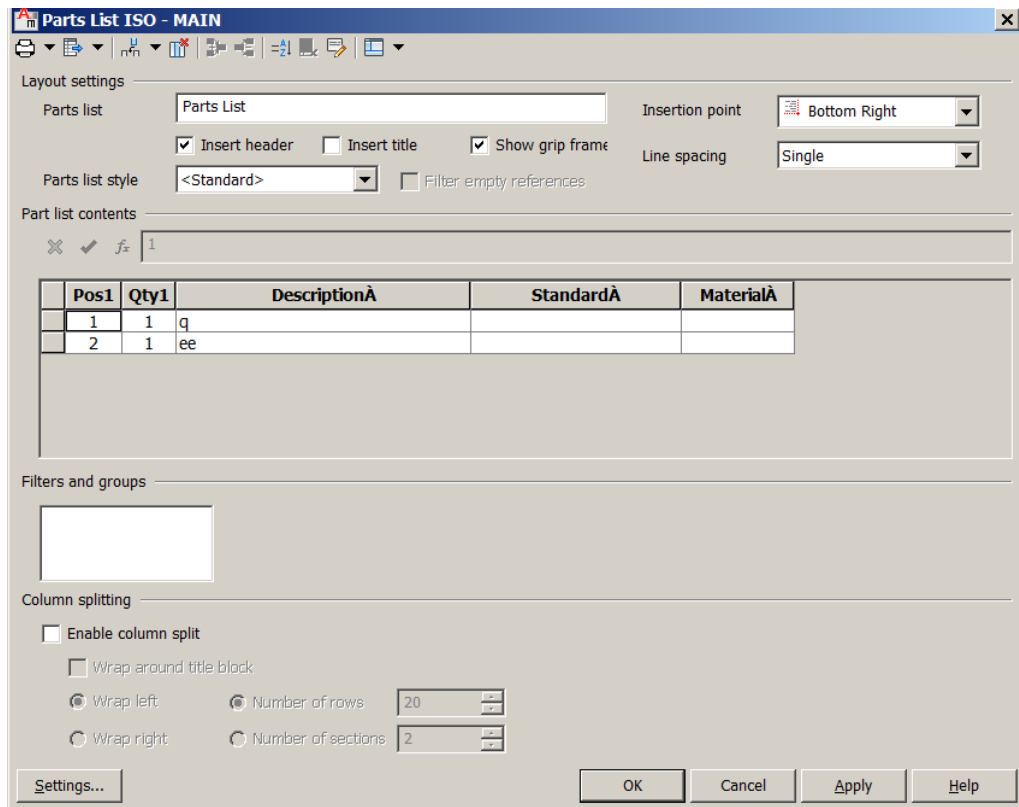 Parts List ISO - MAIN
Layout settings
Parts list Parts List Insertion point Bottom Right
Insert header Insert title Show grip frame
Line spacing Single
Parts list style <Standard> Filter empty references
Part list contents
fx 1
Pos1 Qty1 DescriptionÀ StandardÀ MaterialÀ
1 1 q
2 1 ee
Filters and groups
Column splitting
Enable column split
Wrap around title block
Wrap left Number of rows 20
Wrap right Number of sections 2
Settings... OK Cancel Apply Help